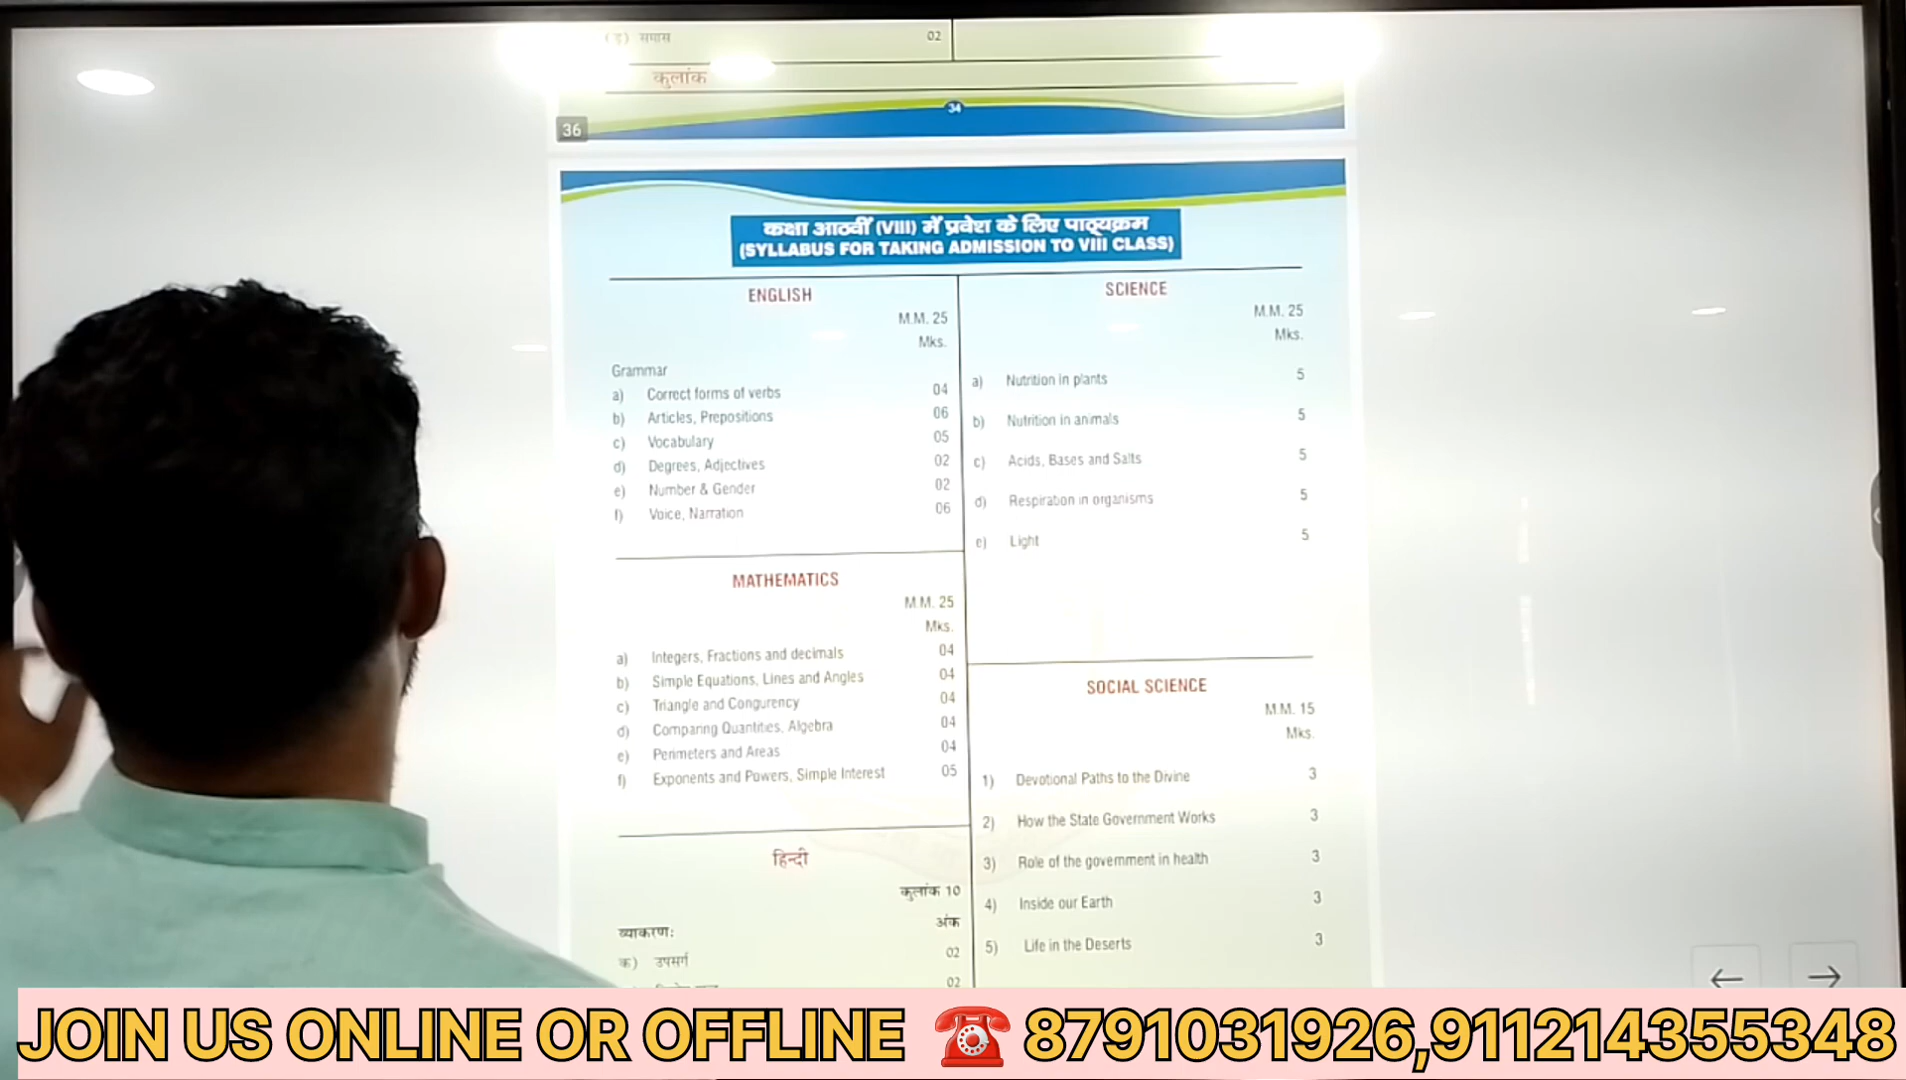 (ड़) समास 02
कुलांक
34
36
कक्षा आठवीं (VIII) में प्रवेश के लिए पाठ्यक्रम
(SYLLABUS FOR TAKING ADMISSION TO VIII CLASS)
ENGLISH
M.M. 25
Mks.
Grammar
a) Correct forms of verbs 04
b) Articles, Prepositions 06
c) Vocabulary 05
d) Degrees, Adjectives 02
e) Number & Gender 02
f) Voice, Narration 06
MATHEMATICS
M.M. 25
Mks.
a) Integers, Fractions and decimals 04
b) Simple Equations, Lines and Angles 04
c) Triangle and Congurency 04
d) Comparing Quantities, Algebra 04
e) Perimeters and Areas 04
f) Exponents and Powers, Simple Interest 05
हिन्दी
कुलांक 10
अंक
व्याकरण:
क) उपसर्ग 02
02
SCIENCE
M.M. 25
Mks.
a) Nutrition in plants 5
b) Nutrition in animals 5
c) Acids, Bases and Salts 5
d) Respiration in organisms 5
e) Light 5
SOCIAL SCIENCE
M.M. 15
Mks.
1) Devotional Paths to the Divine 3
2) How the State Government Works 3
3) Role of the government in health 3
4) Inside our Earth 3
5) Life in the Deserts 3
JOIN US ONLINE OR OFFLINE ☎️ 8791031926,911214355348